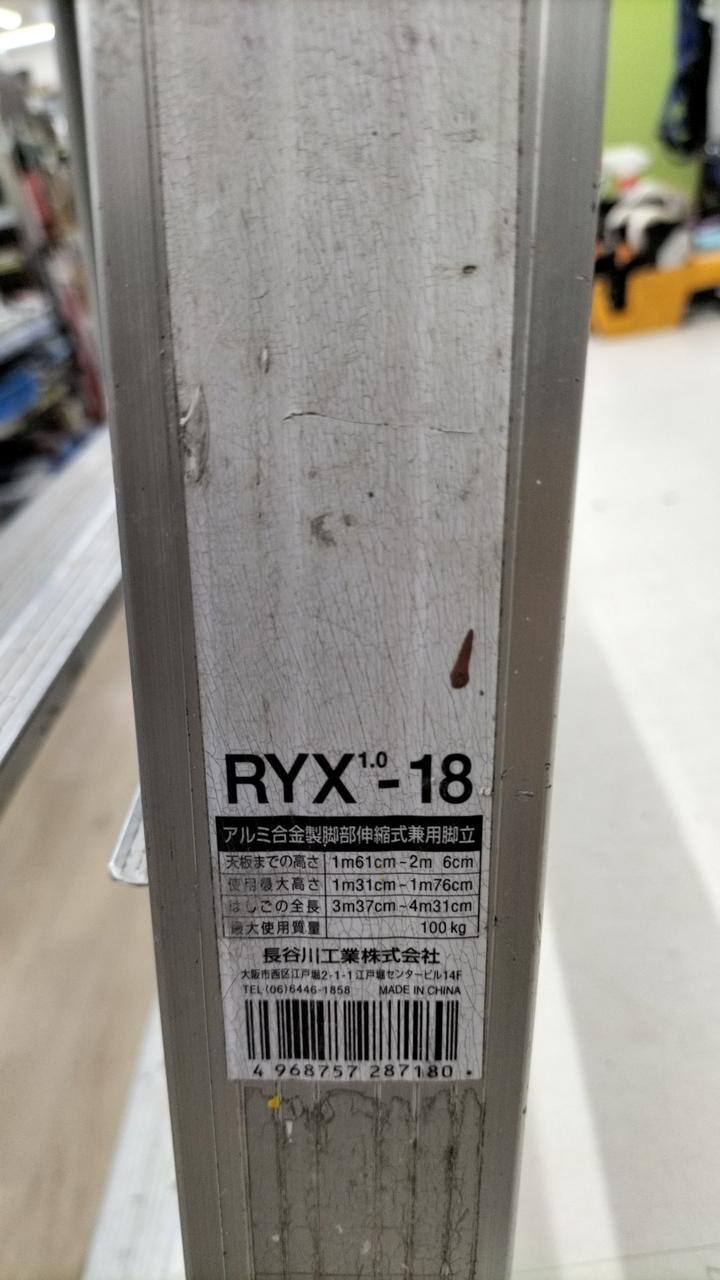 RYX1.0-18
アルミ合金製脚部伸縮式兼用脚立
天板までの高さ 1m61cm~2m 6cm
使用最大高さ 1m31cm~1m76cm
はしごの全長 3m37cm~4m31cm
最大使用質量 100kg
長谷川工業株式会社
大阪市西区江戸堀2-1-1江戸堀センタービル14F
TEL(06)6446-1858 MADE IN CHINA
4 968757 287180